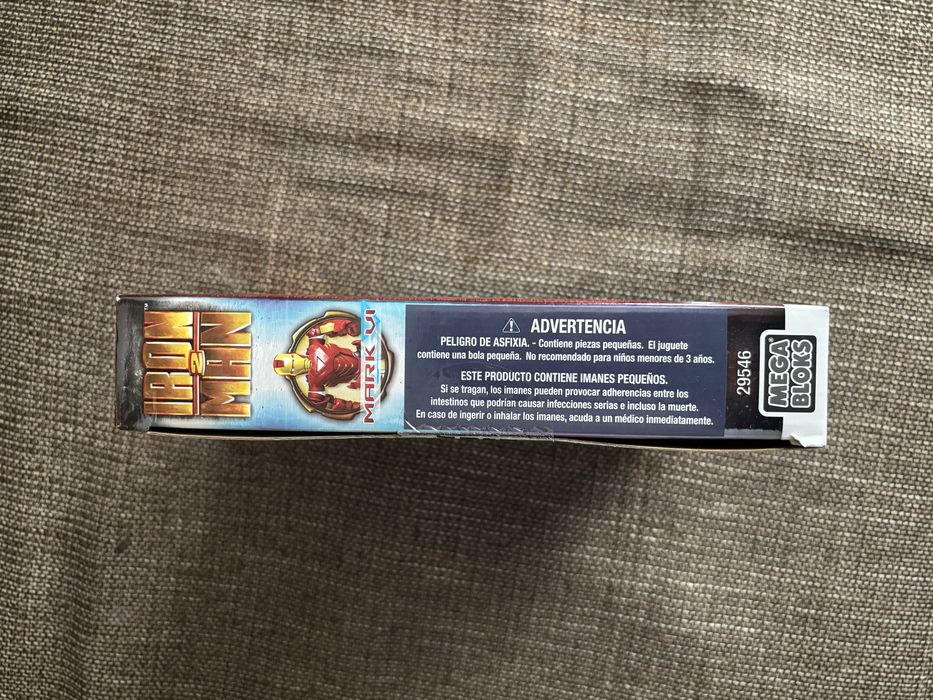 IRON
2
MAN
™
MARK VI
⚠ ADVERTENCIA
PELIGRO DE ASFIXIA. - Contiene piezas pequeñas. El juguete
contiene una bola pequeña. No recomendado para niños menores de 3 años.
ESTE PRODUCTO CONTIENE IMANES PEQUEÑOS.
Si se tragan, los imanes pueden provocar adherencias entre los
intestinos que podrían causar infecciones serias e incluso la muerte.
En caso de ingerir o inhalar los imanes, acuda a un médico inmediatamente.
29546
MEGA
BLOKS